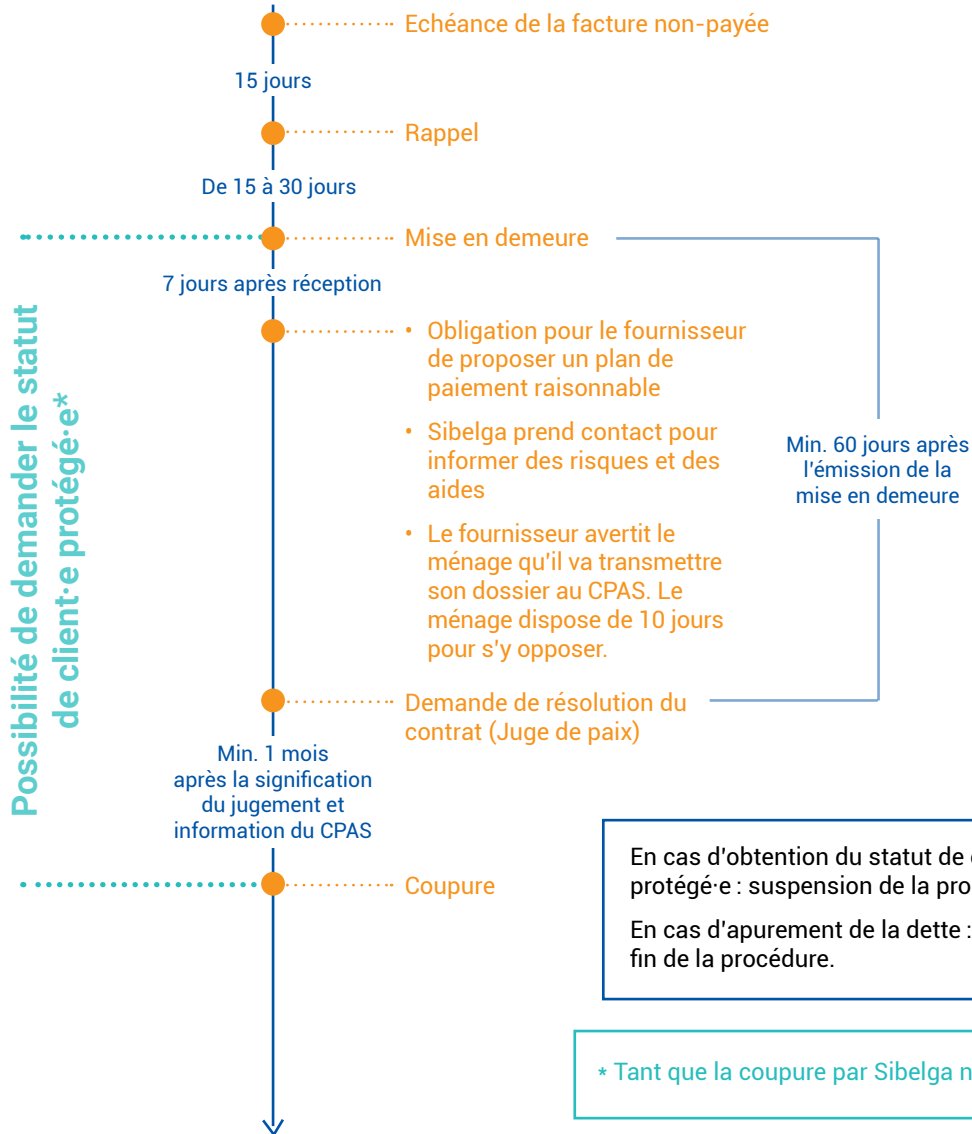 Echéance de la facture non-payée
15 jours
Rappel
De 15 à 30 jours
Mise en demeure
7 jours après réception
• Obligation pour le fournisseur
de proposer un plan de
paiement raisonnable
• Sibelga prend contact pour
informer des risques et des
aides
• Le fournisseur avertit le
ménage qu'il va transmettre
son dossier au CPAS. Le
ménage dispose de 10 jours
pour s'y opposer.
Min. 60 jours après
l'émission de la
mise en demeure
Possibilité de demander le statut
de client·e protégé·e*
Demande de résolution du
contrat (Juge de paix)
Min. 1 mois
après la signification
du jugement et
information du CPAS
Coupure
En cas d'obtention du statut de
protégé·e : suspension de la
En cas d'apurement de la dette :
fin de la procédure.
* Tant que la coupure par Sibelga